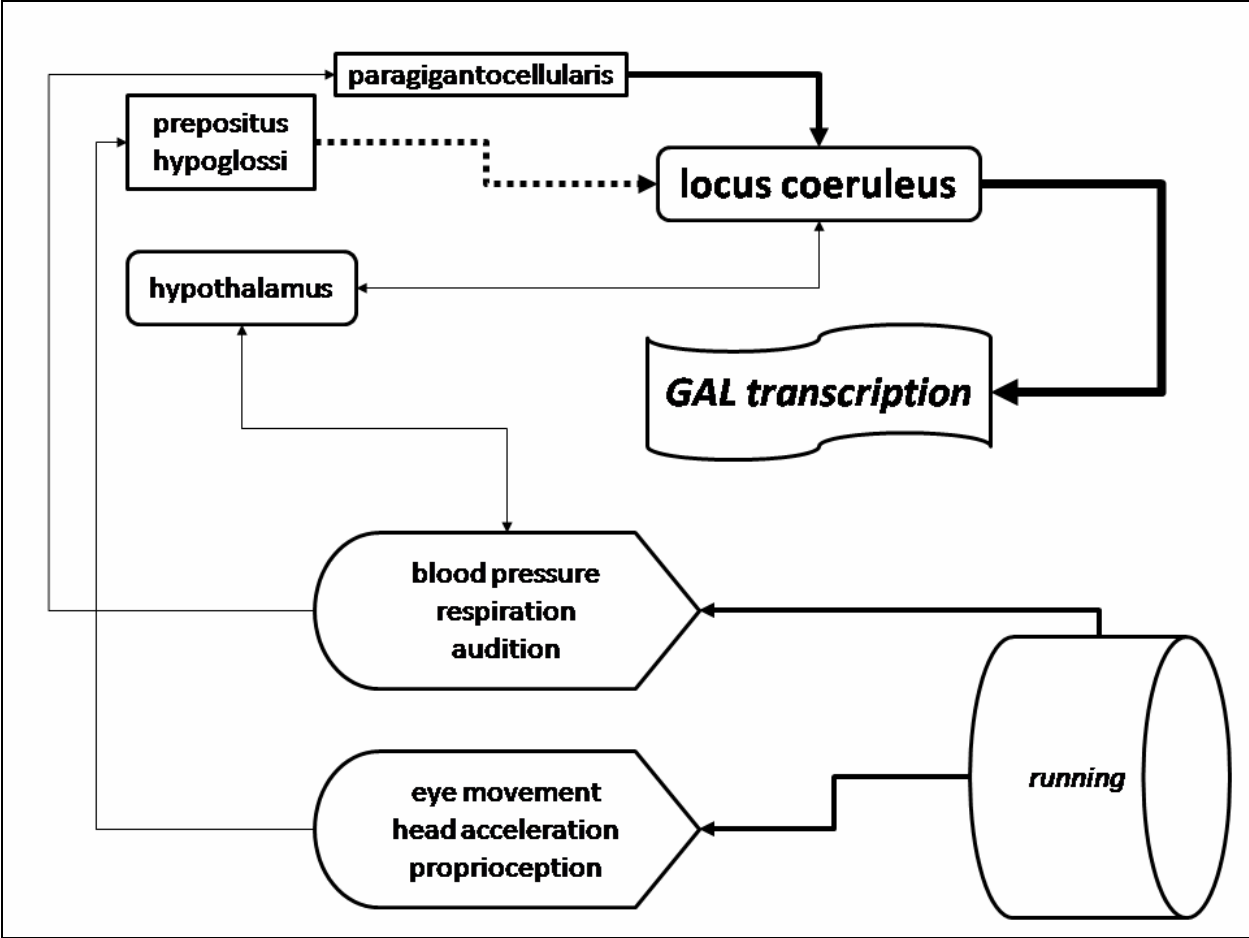 paragigantocellularis
prepositus
hypoglossi
locus coeruleus
hypothalamus
GAL transcription
blood pressure
respiration
audition
running
eye movement
head acceleration
proprioception